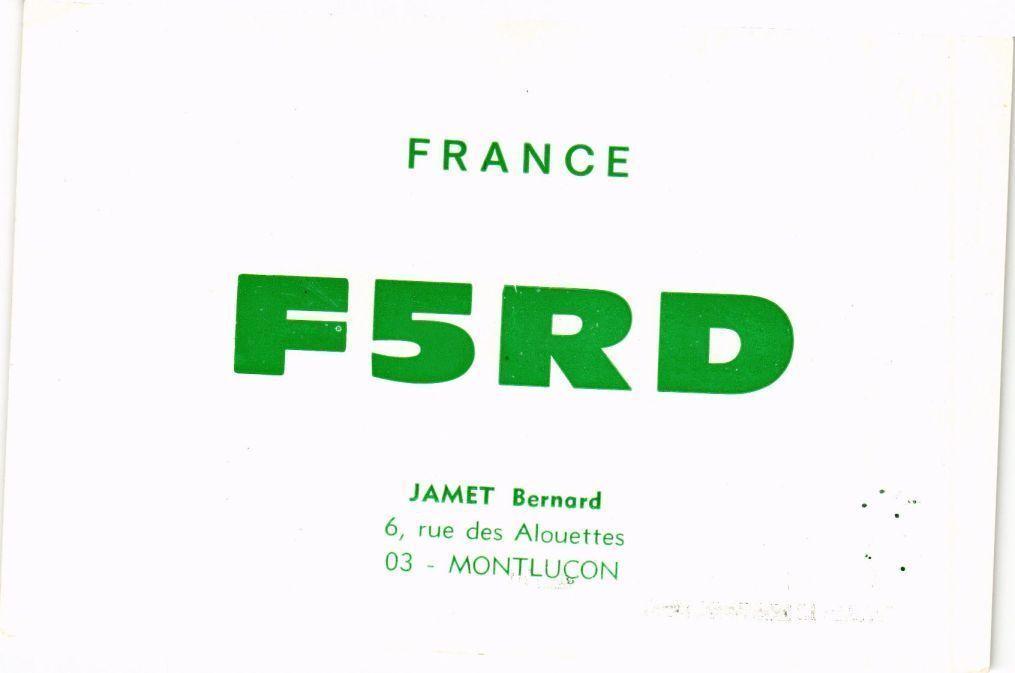 FRANCE
F5RD
JAMET Bernard
6, rue des Alouettes
03 - MONTLUÇON